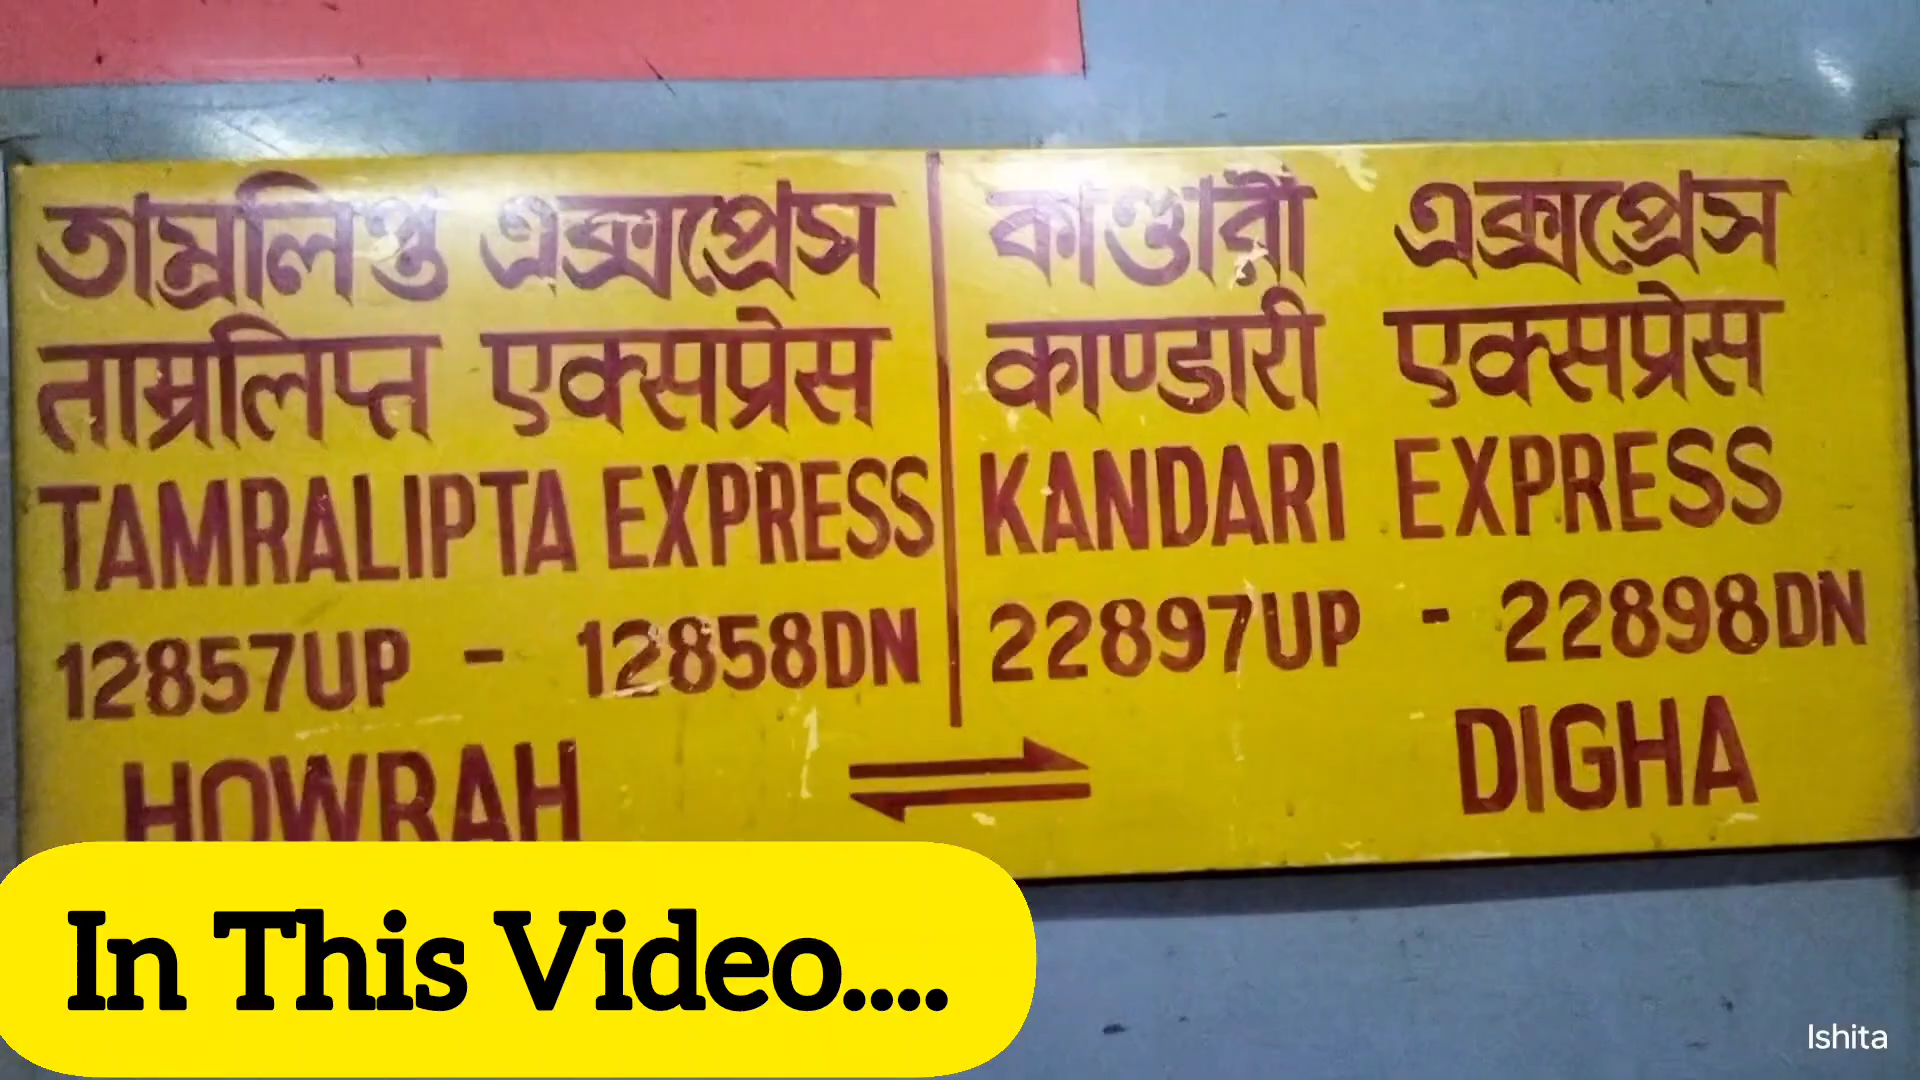 তাম্রলিপ্ত এক্সপ্রেস
ताम्रलिप्त एक्सप्रेस
TAMRALIPTA EXPRESS
12857UP - 12858DN
কাণ্ডারী এক্সপ্রেস
काण्डारी एक्सप्रेस
KANDARI EXPRESS
22897UP - 22898DN
HOWRAH ⇌ DIGHA
In This Video....
Ishita